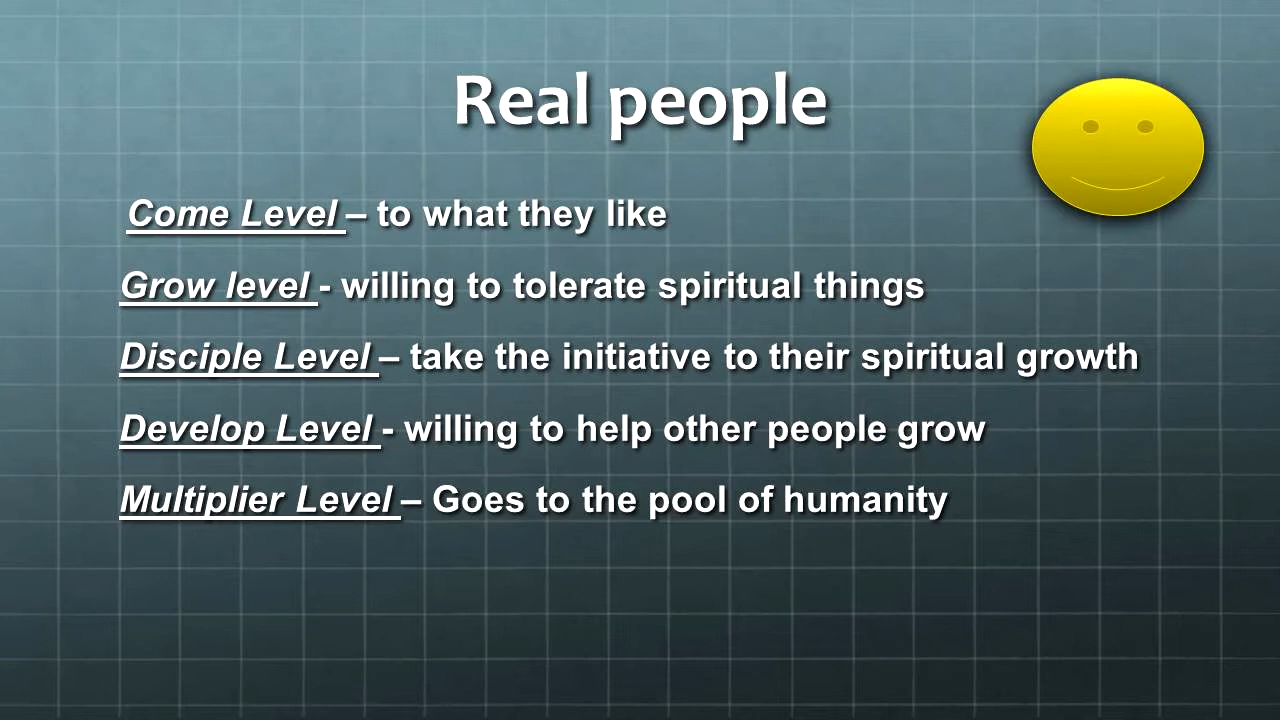 Real people
Come Level – to what they like
Grow level - willing to tolerate spiritual things
Disciple Level – take the initiative to their spiritual growth
Develop Level - willing to help other people grow
Multiplier Level – Goes to the pool of humanity